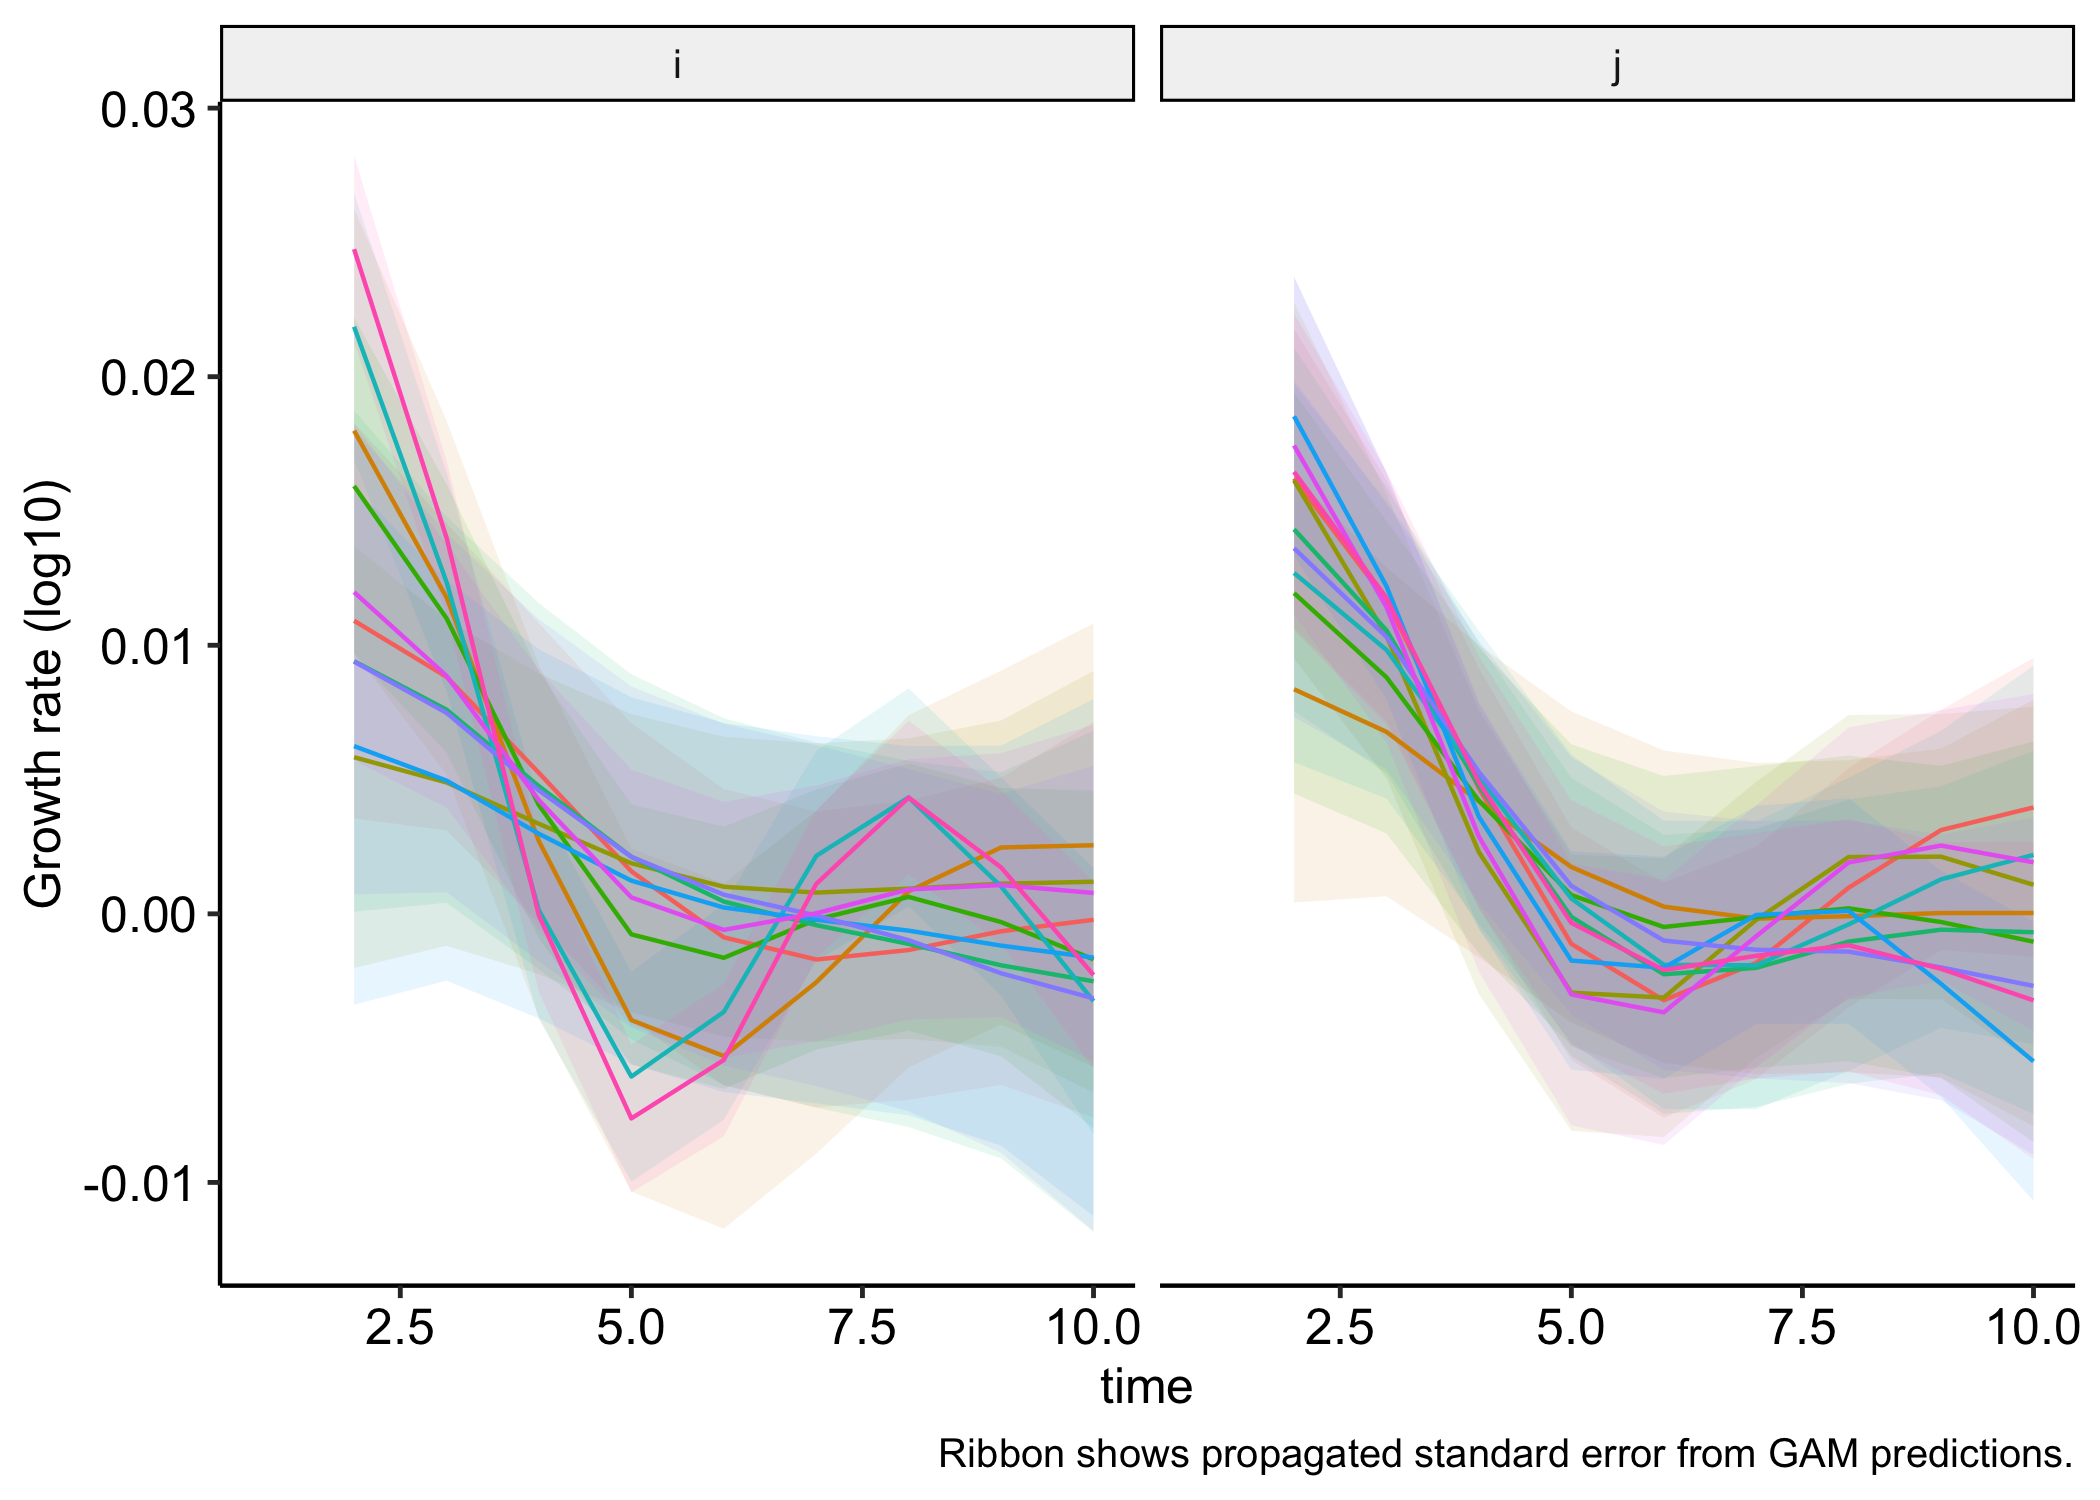 i
j
0.03
0.02
0.01
0.00
-0.01
Growth rate (log10)
2.5 5.0 7.5 10.0
2.5 5.0 7.5 10.0
time
Ribbon shows propagated standard error from GAM predictions.